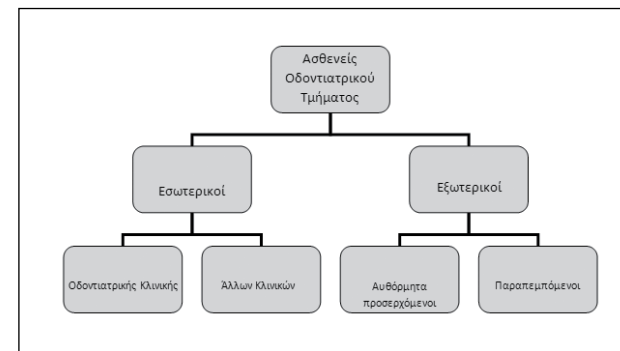 Ασθενείς
Οδοντιατρικού
Τμήματος
Εσωτερικοί
Εξωτερικοί
Οδοντιατρικής Κλινικής
Άλλων Κλινικών
Αυθόρμητα
προσερχόμενοι
Παραπεμπόμενοι